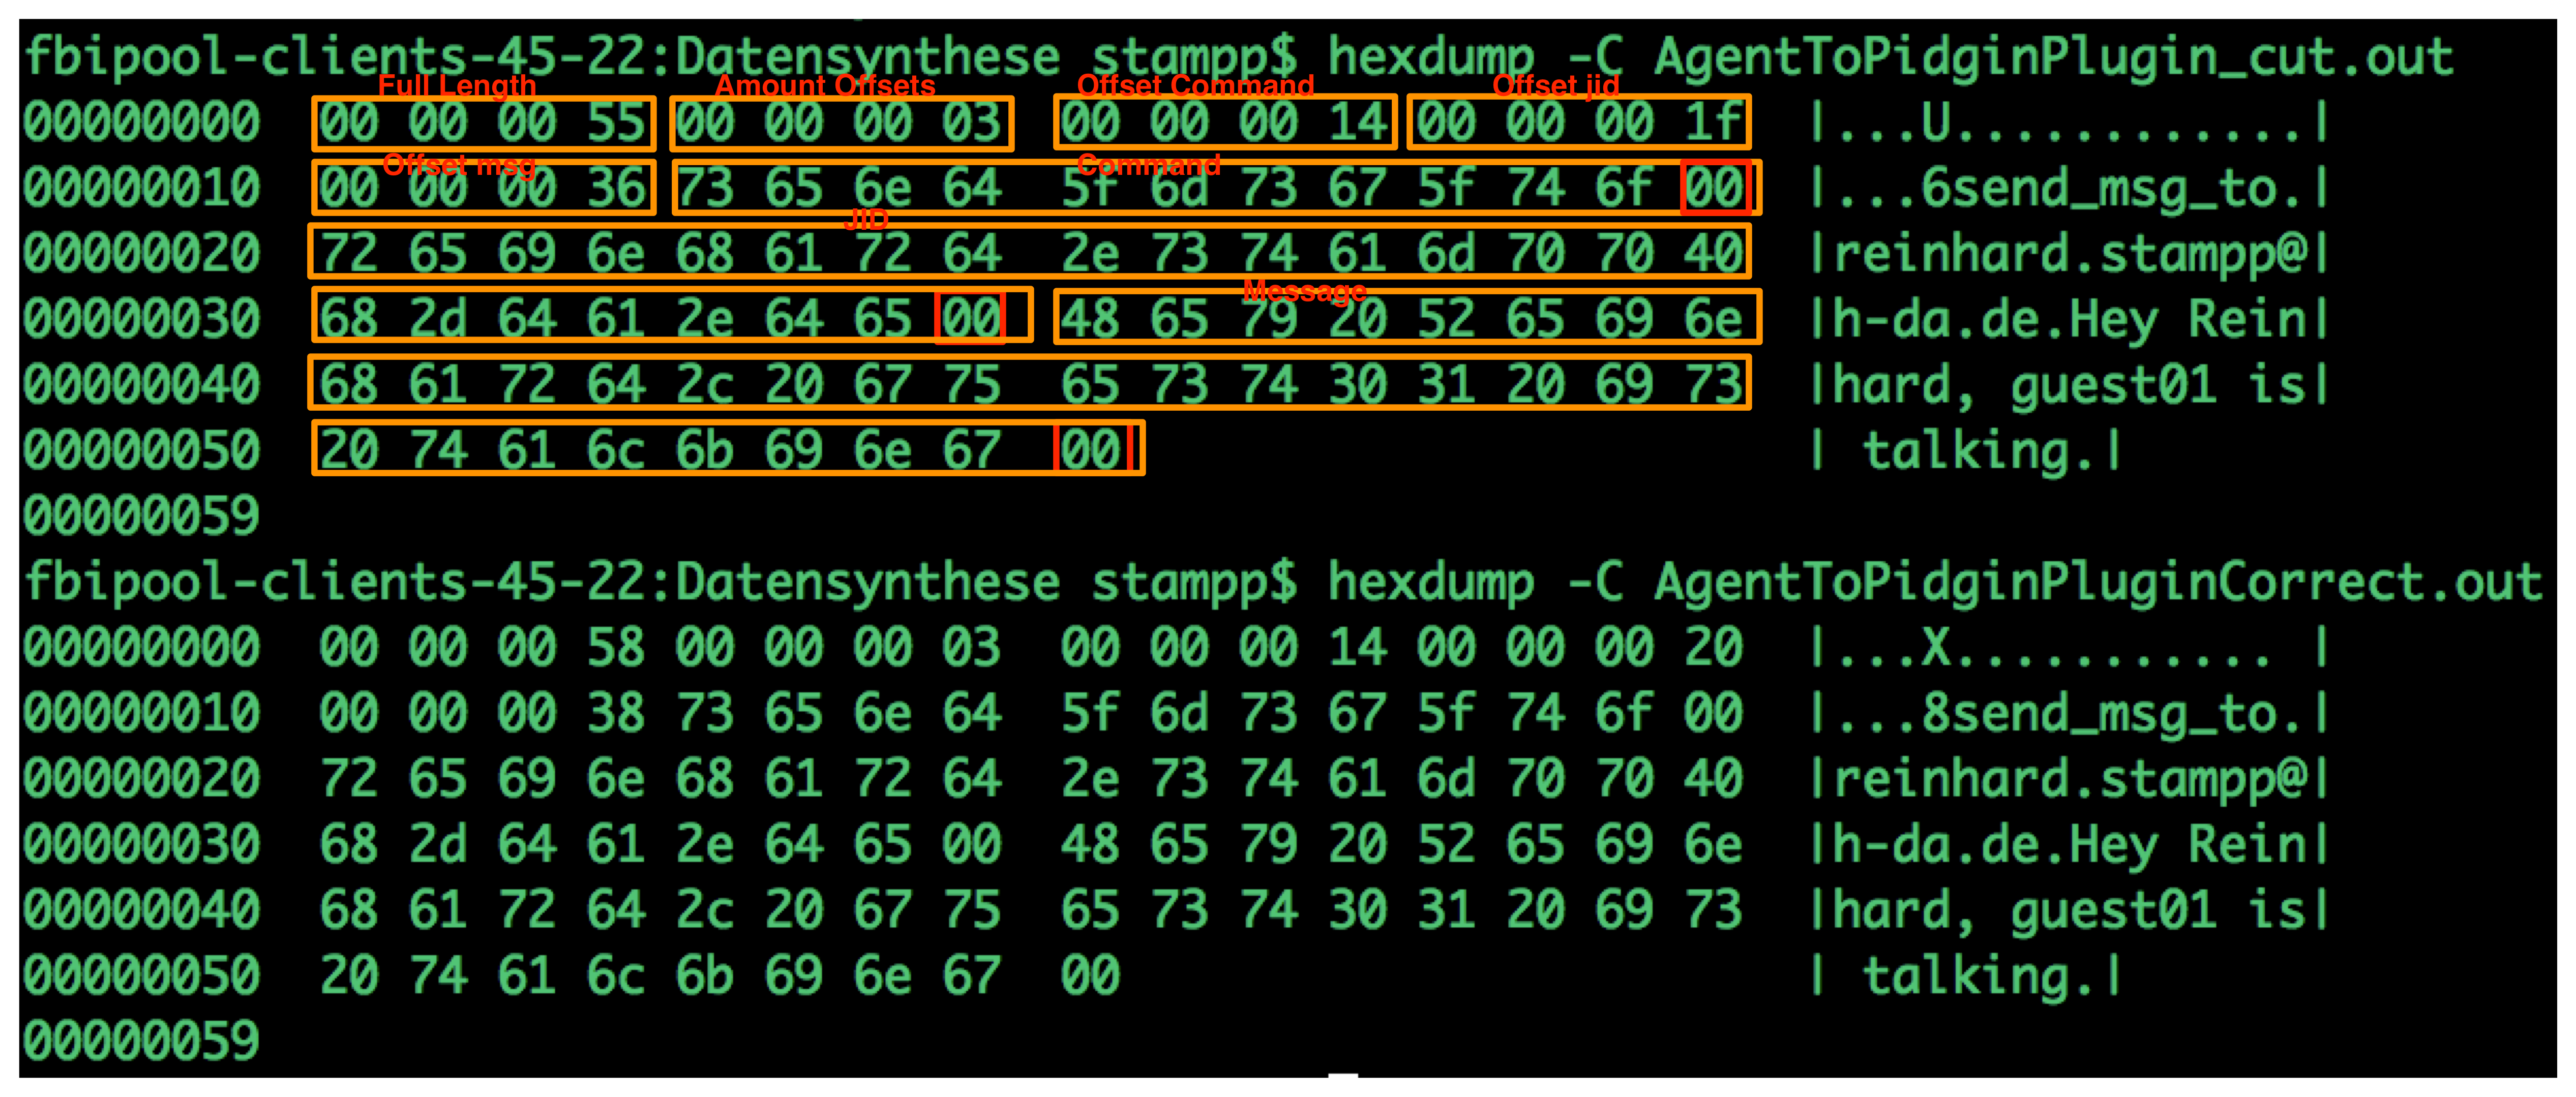 fbipool-clients-45-22:Datensynthese stampp$ hexdump -C AgentToPidginPlugin_cut.out
Full Length Amount Offsets Offset Command Offset jid
00000000 00 00 00 55 00 00 00 03 00 00 00 14 00 00 00 1f |...U............|
Offset msg Command
00000010 00 00 00 36 73 65 6e 64 5f 6d 73 67 5f 74 6f 00 |...6send_msg_to.|
JID
00000020 72 65 69 6e 68 61 72 64 2e 73 74 61 6d 70 70 40 |reinhard.stampp@|
Message
00000030 68 2d 64 61 2e 64 65 00 48 65 79 20 52 65 69 6e |h-da.de.Hey Rein|
00000040 68 61 72 64 2c 20 67 75 65 73 74 30 31 20 69 73 |hard, guest01 is|
00000050 20 74 61 6c 6b 69 6e 67 00 | talking.|
00000059
fbipool-clients-45-22:Datensynthese stampp$ hexdump -C AgentToPidginPluginCorrect.out
00000000 00 00 00 58 00 00 00 03 00 00 00 14 00 00 00 20 |...X........... |
00000010 00 00 00 38 73 65 6e 64 5f 6d 73 67 5f 74 6f 00 |...8send_msg_to.|
00000020 72 65 69 6e 68 61 72 64 2e 73 74 61 6d 70 70 40 |reinhard.stampp@|
00000030 68 2d 64 61 2e 64 65 00 48 65 79 20 52 65 69 6e |h-da.de.Hey Rein|
00000040 68 61 72 64 2c 20 67 75 65 73 74 30 31 20 69 73 |hard, guest01 is|
00000050 20 74 61 6c 6b 69 6e 67 00 | talking.|
00000059